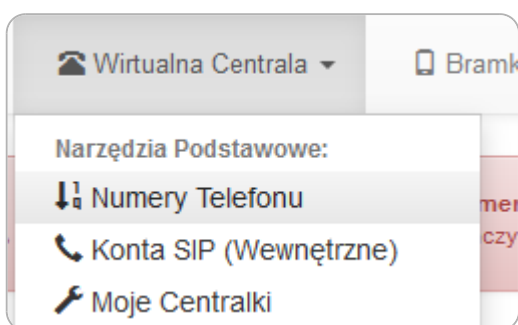 Wirtualna Centrala
Narzędzia Podstawowe:
Numery Telefonu
Konta SIP (Wewnętrzne)
Moje Centralki